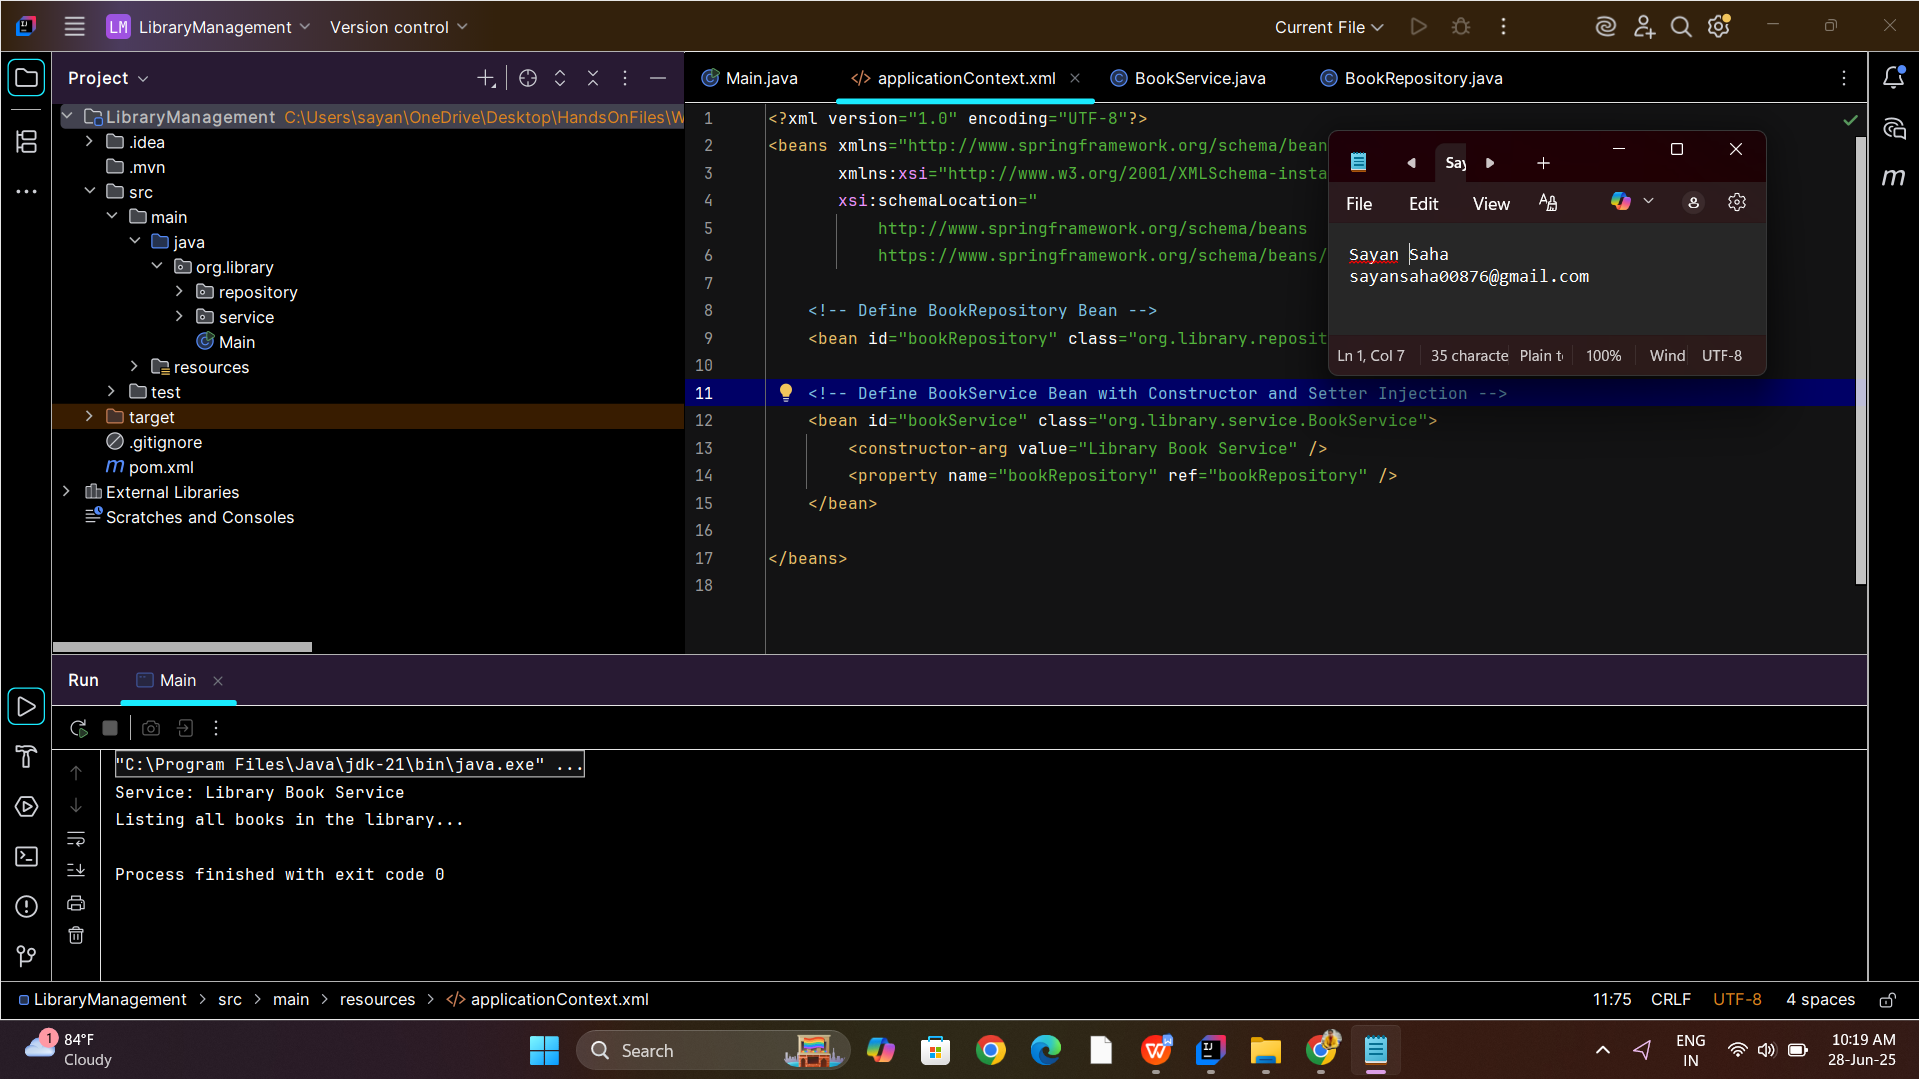 LM LibraryManagement Version control Current File
Project
LibraryManagement C:\Users\sayan\OneDrive\Desktop\HandsOnFiles\W
.idea
.mvn
src
main
java
org.library
repository
service
Main
resources
test
target
.gitignore
pom.xml
External Libraries
Scratches and Consoles
Main.java applicationContext.xml BookService.java BookRepository.java
1 <?xml version="1.0" encoding="UTF-8"?>
2 <beans xmlns="http://www.springframework.org/schema/bean
3 xmlns:xsi="http://www.w3.org/2001/XMLSchema-insta
4 xsi:schemaLocation="
5 http://www.springframework.org/schema/beans
6 https://www.springframework.org/schema/beans/
7
8 <!-- Define BookRepository Bean -->
9 <bean id="bookRepository" class="org.library.reposit
10
11 <!-- Define BookService Bean with Constructor and Setter Injection -->
12 <bean id="bookService" class="org.library.service.BookService">
13 <constructor-arg value="Library Book Service" />
14 <property name="bookRepository" ref="bookRepository" />
15 </bean>
16
17 </beans>
18
Say
File Edit View
Sayan Saha
sayansaha00876@gmail.com
Ln 1, Col 7 35 characte Plain t 100% Wind UTF-8
Run Main
"C:\Program Files\Java\jdk-21\bin\java.exe" ...
Service: Library Book Service
Listing all books in the library...
Process finished with exit code 0
LibraryManagement > src > main > resources > applicationContext.xml 11:75 CRLF UTF-8 4 spaces
1 84°F
Cloudy
Search
ENG
IN
10:19 AM
28-Jun-25